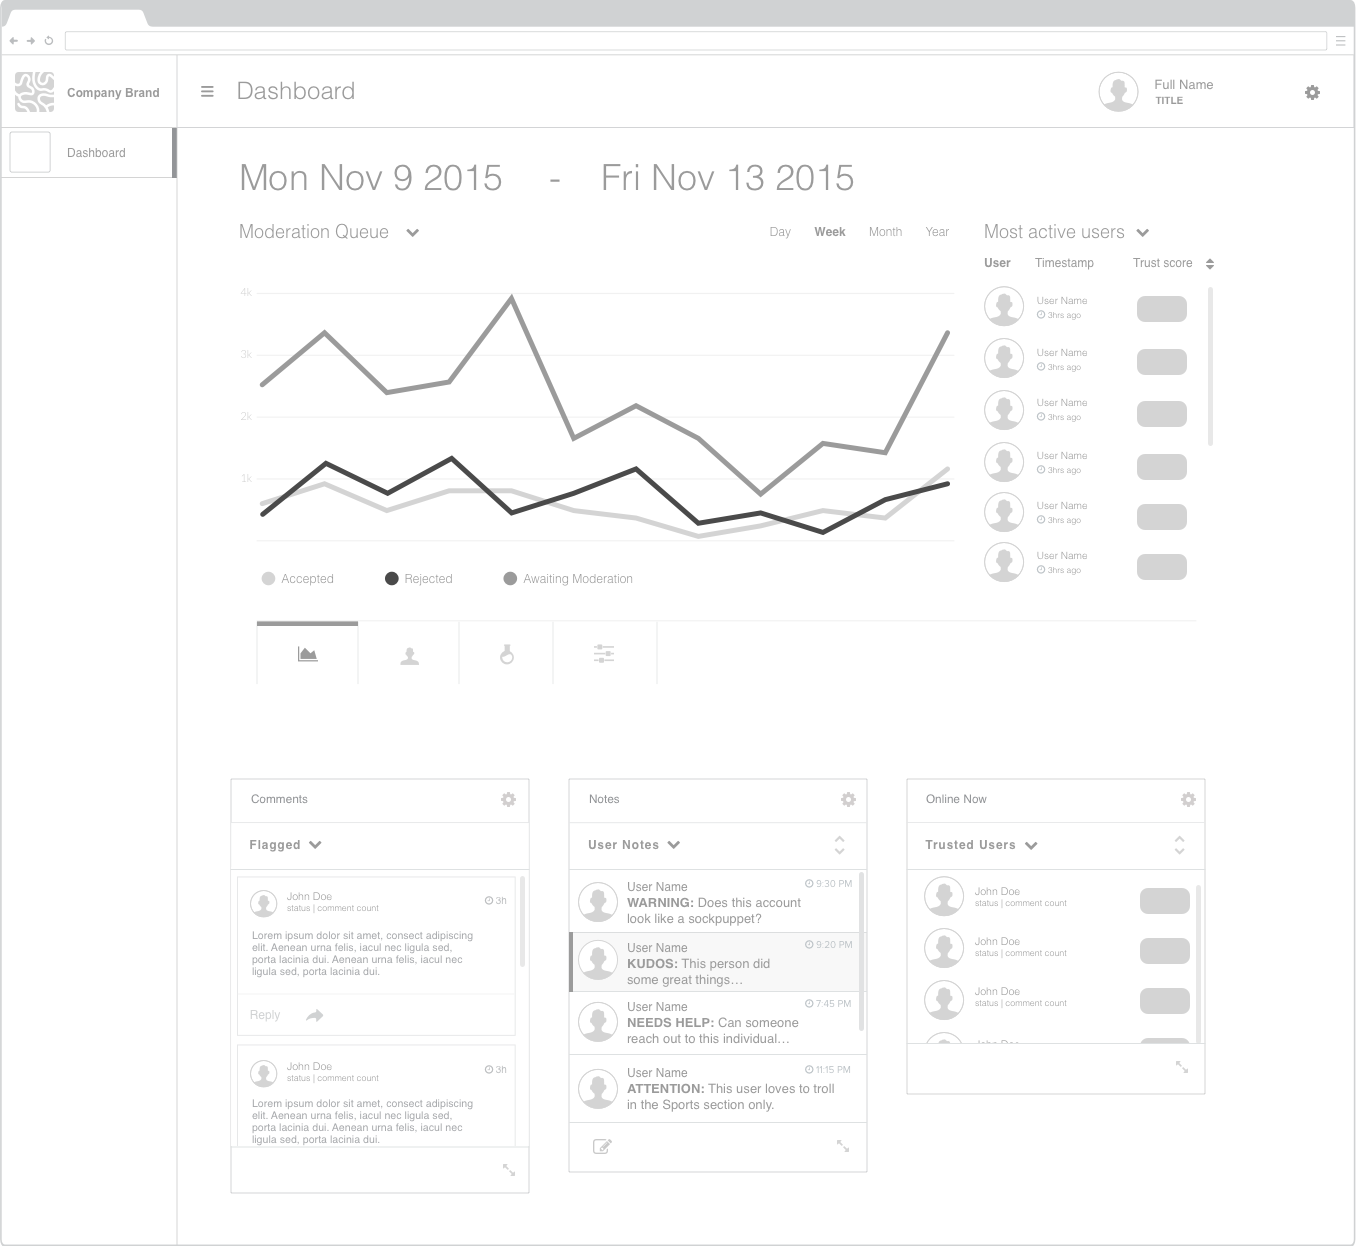 Company Brand
Dashboard
Full Name
TITLE
Dashboard
Mon Nov 9 2015 - Fri Nov 13 2015
Moderation Queue
Day Week Month Year
4k
3k
2k
1k
Accepted Rejected Awaiting Moderation
Most active users
User Timestamp Trust score
User Name
3hrs ago
User Name
3hrs ago
User Name
3hrs ago
User Name
3hrs ago
User Name
3hrs ago
User Name
3hrs ago
Comments
Flagged
John Doe
status | comment count
3h
Lorem ipsum dolor sit amet, consect adipiscing
elit. Aenean urna felis, iacul nec ligula sed,
porta lacinia dui. Aenean urna felis, iacul nec
ligula sed, porta lacinia dui.
Reply
John Doe
status | comment count
3h
Lorem ipsum dolor sit amet, consect adipiscing
elit. Aenean urna felis, iacul nec ligula sed,
porta lacinia dui. Aenean urna felis, iacul nec
ligula sed, porta lacinia dui.
Notes
User Notes
User Name
9:30 PM
WARNING: Does this account
look like a sockpuppet?
User Name
9:20 PM
KUDOS: This person did
some great things...
User Name
7:45 PM
NEEDS HELP: Can someone
reach out to this individual...
User Name
11:15 PM
ATTENTION: This user loves to troll
in the Sports section only.
Online Now
Trusted Users
John Doe
status | comment count
John Doe
status | comment count
John Doe
status | comment count
John Doe